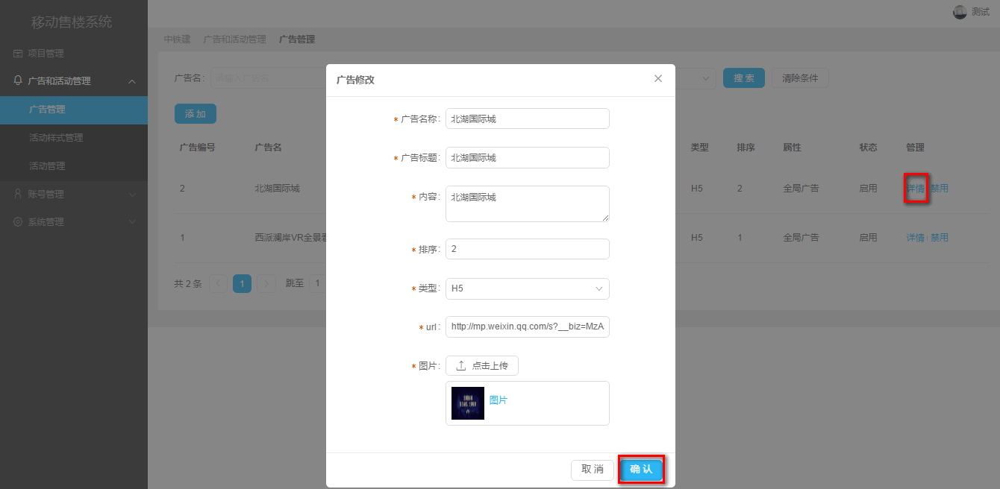 移动售楼系统
测试
项目管理
广告和活动管理
广告管理
活动样式管理
活动管理
账号管理
系统管理
中铁建 广告和活动管理 广告管理
广告名: 请输入广告名
搜 索 清除条件
添 加
广告编号 广告名 类型 排序 属性 状态 管理
2 北湖国际城 H5 2 全局广告 启用 详情 禁用
1 西派澜岸VR全景看 H5 1 全局广告 启用 详情 禁用
共 2 条 < 1 > 跳至 1
广告修改
* 广告名称: 北湖国际城
* 广告标题: 北湖国际城
* 内容: 北湖国际城
* 排序: 2
* 类型: H5
* url: http://mp.weixin.qq.com/s?__biz=MzA
* 图片: 点击上传
图片
取 消 确 认